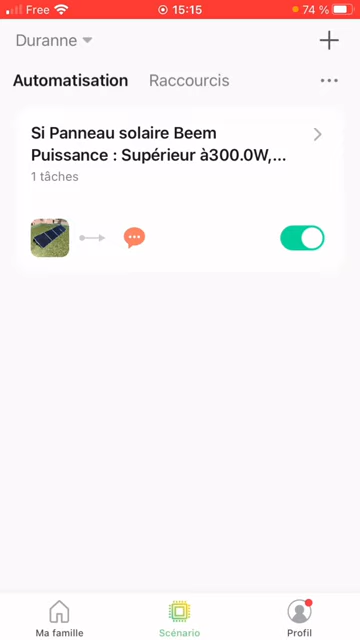 Free 15:15 74 %
Duranne
Automatisation Raccourcis
Si Panneau solaire Beem
Puissance : Supérieur à300.0W,...
1 tâches
Ma famille Scénario Profil